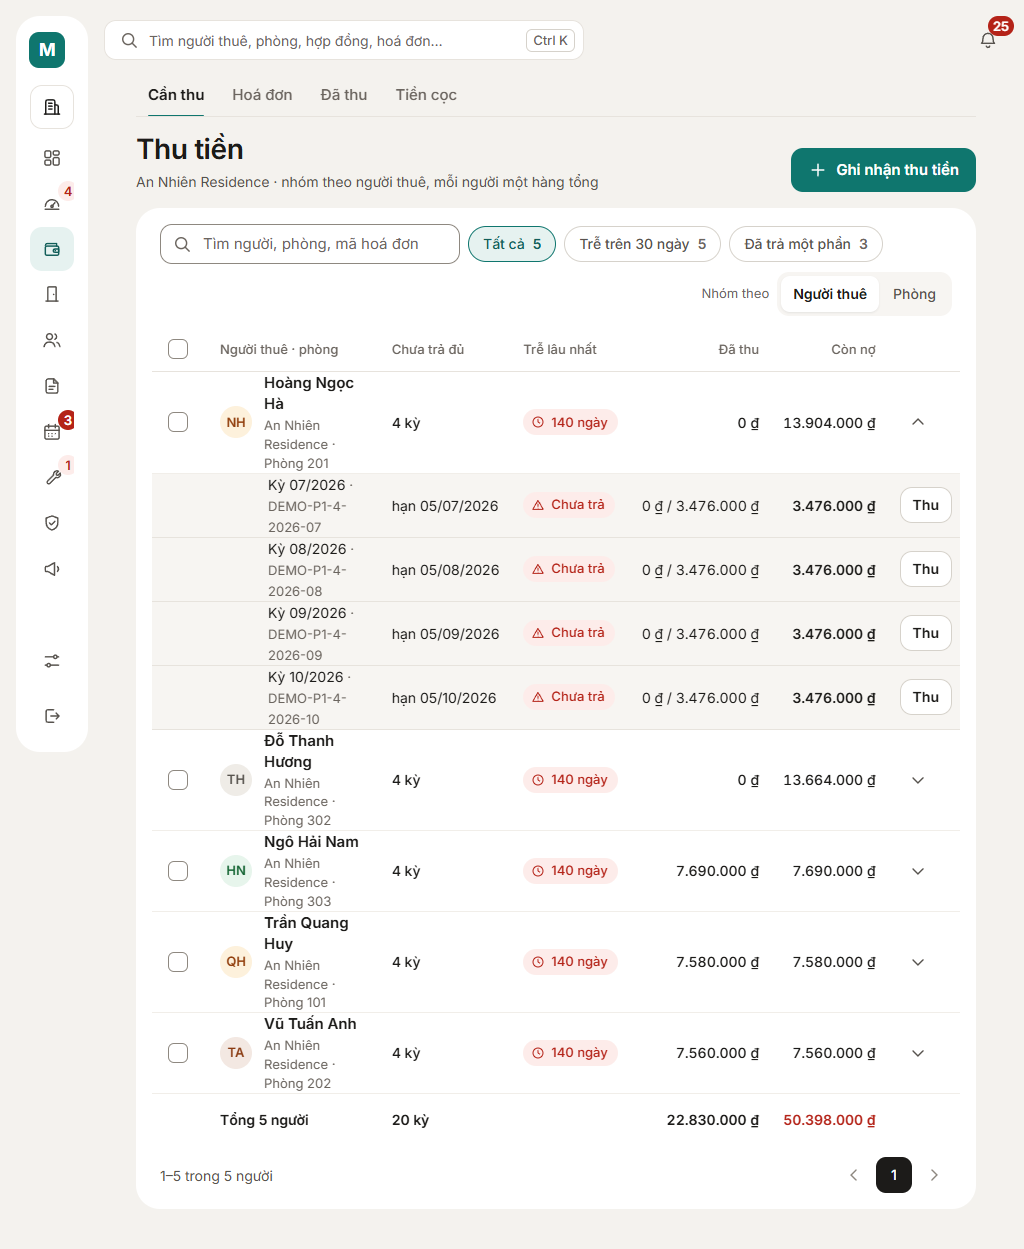 M
Tìm người thuê, phòng, hợp đồng, hoá đơn...
Ctrl K
25
4
3
1
Cần thu
Hoá đơn
Đã thu
Tiền cọc
Thu tiền
An Nhiên Residence · nhóm theo người thuê, mỗi người một hàng tổng
Ghi nhận thu tiền
Tìm người, phòng, mã hoá đơn
Tất cả 5
Trễ trên 30 ngày 5
Đã trả một phần 3
Nhóm theo
Người thuê
Phòng
Người thuê · phòng
Chưa trả đủ
Trễ lâu nhất
Đã thu
Còn nợ
NH
Hoàng Ngọc
Hà
An Nhiên
Residence ·
Phòng 201
4 kỳ
140 ngày
0 ₫
13.904.000 ₫
Kỳ 07/2026 ·
DEMO-P1-4-
2026-07
hạn 05/07/2026
Chưa trả
0 ₫ / 3.476.000 ₫
3.476.000 ₫
Thu
Kỳ 08/2026 ·
DEMO-P1-4-
2026-08
hạn 05/08/2026
Chưa trả
0 ₫ / 3.476.000 ₫
3.476.000 ₫
Thu
Kỳ 09/2026 ·
DEMO-P1-4-
2026-09
hạn 05/09/2026
Chưa trả
0 ₫ / 3.476.000 ₫
3.476.000 ₫
Thu
Kỳ 10/2026 ·
DEMO-P1-4-
2026-10
hạn 05/10/2026
Chưa trả
0 ₫ / 3.476.000 ₫
3.476.000 ₫
Thu
TH
Đỗ Thanh
Hương
An Nhiên
Residence ·
Phòng 302
4 kỳ
140 ngày
0 ₫
13.664.000 ₫
HN
Ngô Hải Nam
An Nhiên
Residence ·
Phòng 303
4 kỳ
140 ngày
7.690.000 ₫
7.690.000 ₫
QH
Trần Quang
Huy
An Nhiên
Residence ·
Phòng 101
4 kỳ
140 ngày
7.580.000 ₫
7.580.000 ₫
TA
Vũ Tuấn Anh
An Nhiên
Residence ·
Phòng 202
4 kỳ
140 ngày
7.560.000 ₫
7.560.000 ₫
Tổng 5 người
20 kỳ
22.830.000 ₫
50.398.000 ₫
1–5 trong 5 người
1